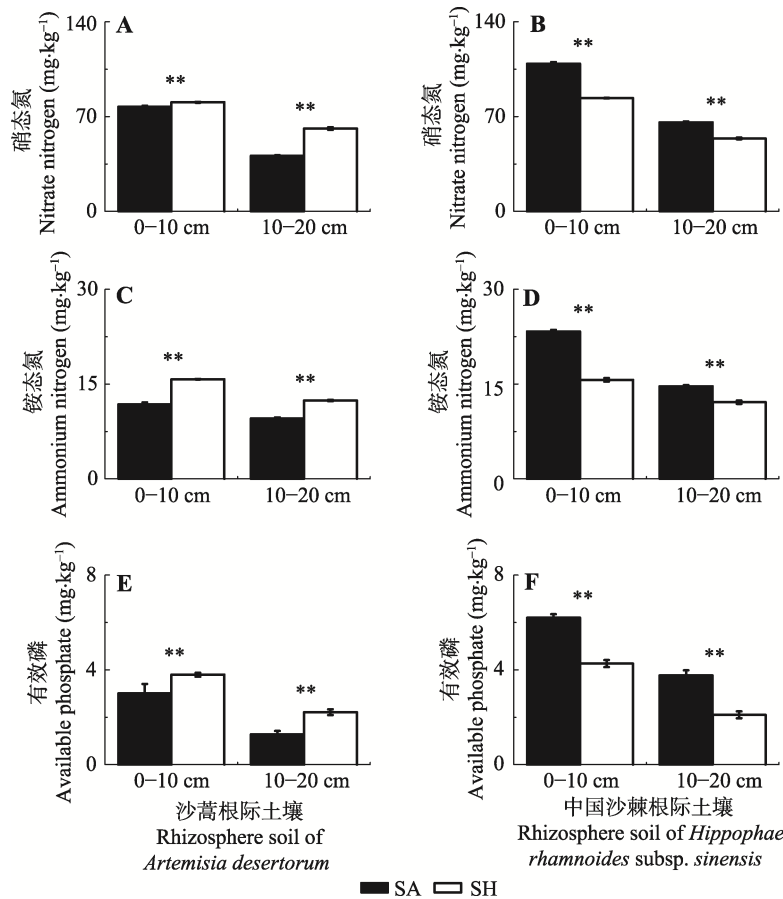 A
硝态氮
Nitrate nitrogen (mg·kg⁻¹)
140
70
0
**
**
0−10 cm
10−20 cm
B
硝态氮
Nitrate nitrogen (mg·kg⁻¹)
140
70
0
**
**
0−10 cm
10−20 cm
C
铵态氮
Ammonium nitrogen (mg·kg⁻¹)
30
15
0
**
**
0−10 cm
10−20 cm
D
铵态氮
Ammonium nitrogen (mg·kg⁻¹)
30
15
0
**
**
0−10 cm
10−20 cm
E
有效磷
Available phosphate (mg·kg⁻¹)
8
4
0
**
**
0−10 cm
10−20 cm
沙蒿根际土壤
Rhizosphere soil of
Artemisia desertorum
F
有效磷
Available phosphate (mg·kg⁻¹)
8
4
0
**
**
0−10 cm
10−20 cm
中国沙棘根际土壤
Rhizosphere soil of Hippophae
rhamnoides subsp. sinensis
SA
SH